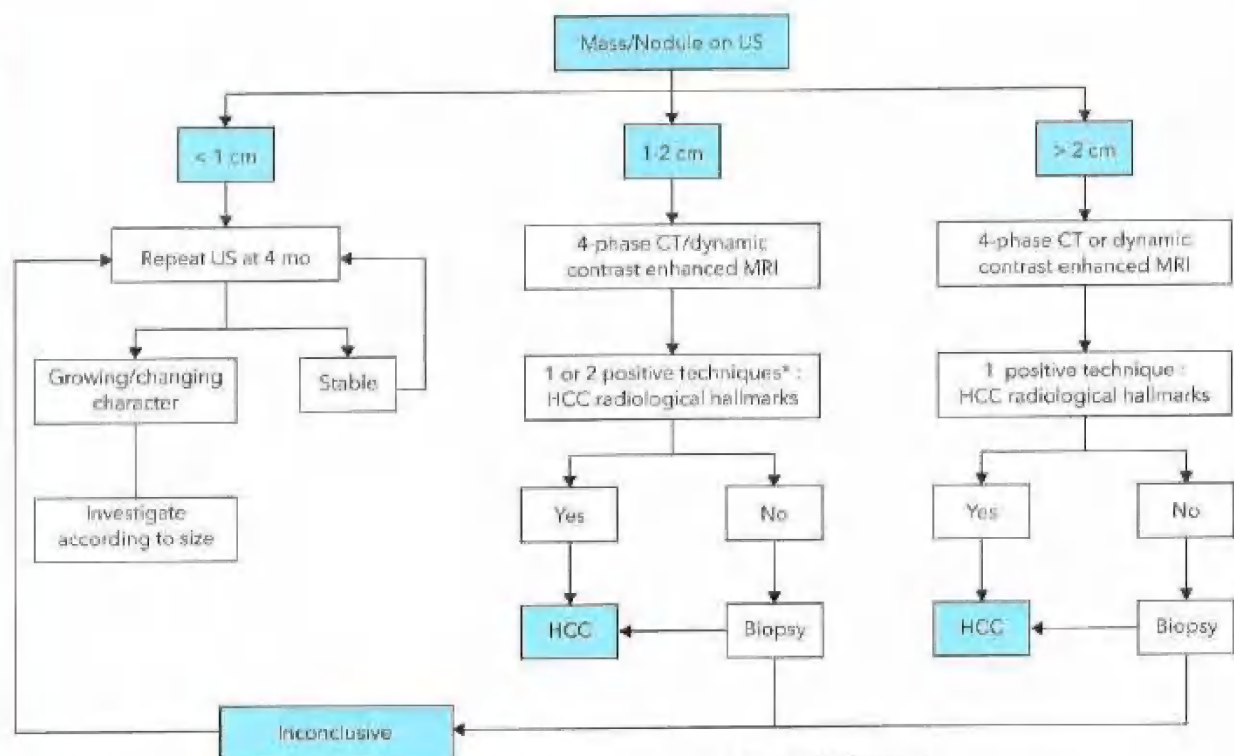 Mass/Nodule on US
< 1 cm
1-2 cm
> 2 cm
Repeat US at 4 mo
4-phase CT/dynamic
contrast enhanced MRI
4-phase CT or dynamic
contrast enhanced MRI
Growing/changing
character
Stable
1 or 2 positive techniques* :
HCC radiological hallmarks
1 positive technique :
HCC radiological hallmarks
Investigate
according to size
Yes
No
Yes
No
HCC
Biopsy
HCC
Biopsy
Inconclusive